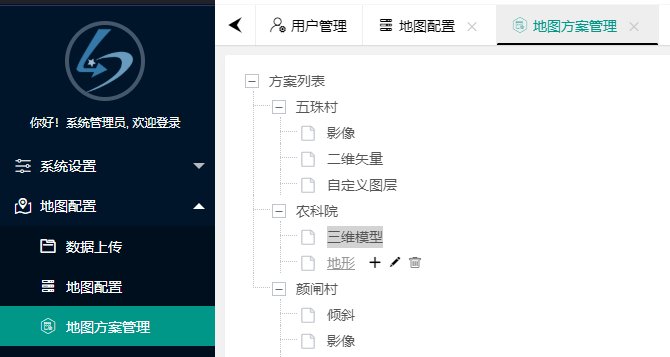 你好！系统管理员, 欢迎登录
系统设置
地图配置
数据上传
地图配置
地图方案管理
用户管理
地图配置
地图方案管理
方案列表
五珠村
影像
二维矢量
自定义图层
农科院
三维模型
地形
颜闸村
倾斜
影像